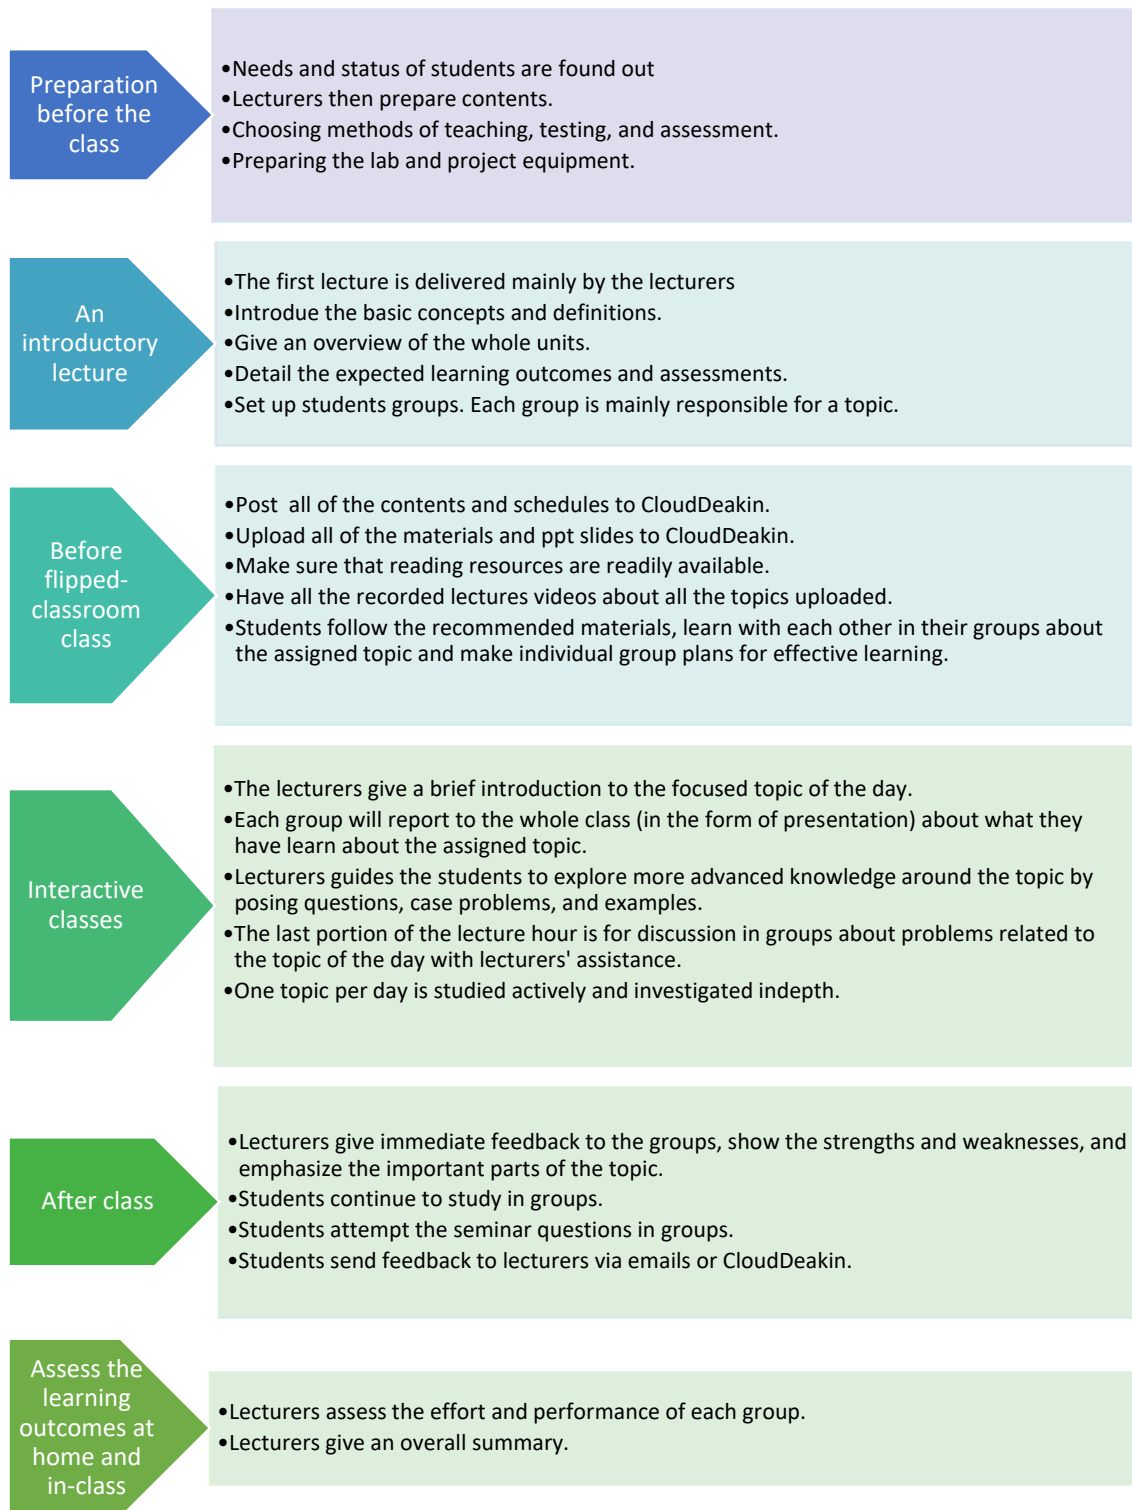 Preparation
before the
class
•Needs and status of students are found out
•Lecturers then prepare contents.
•Choosing methods of teaching, testing, and assessment.
•Preparing the lab and project equipment.
An
introductory
lecture
•The first lecture is delivered mainly by the lecturers
•Introdue the basic concepts and definitions.
•Give an overview of the whole units.
•Detail the expected learning outcomes and assessments.
•Set up students groups. Each group is mainly responsible for a topic.
Before
flipped-
classroom
class
•Post all of the contents and schedules to CloudDeakin.
•Upload all of the materials and ppt slides to CloudDeakin.
•Make sure that reading resources are readily available.
•Have all the recorded lectures videos about all the topics uploaded.
•Students follow the recommended materials, learn with each other in their groups about
the assigned topic and make individual group plans for effective learning.
Interactive
classes
•The lecturers give a brief introduction to the focused topic of the day.
•Each group will report to the whole class (in the form of presentation) about what they
have learn about the assigned topic.
•Lecturers guides the students to explore more advanced knowledge around the topic by
posing questions, case problems, and examples.
•The last portion of the lecture hour is for discussion in groups about problems related to
the topic of the day with lecturers' assistance.
•One topic per day is studied actively and investigated indepth.
After class
•Lecturers give immediate feedback to the groups, show the strengths and weaknesses, and
emphasize the important parts of the topic.
•Students continue to study in groups.
•Students attempt the seminar questions in groups.
•Students send feedback to lecturers via emails or CloudDeakin.
Assess the
learning
outcomes at
home and
in-class
•Lecturers assess the effort and performance of each group.
•Lecturers give an overall summary.